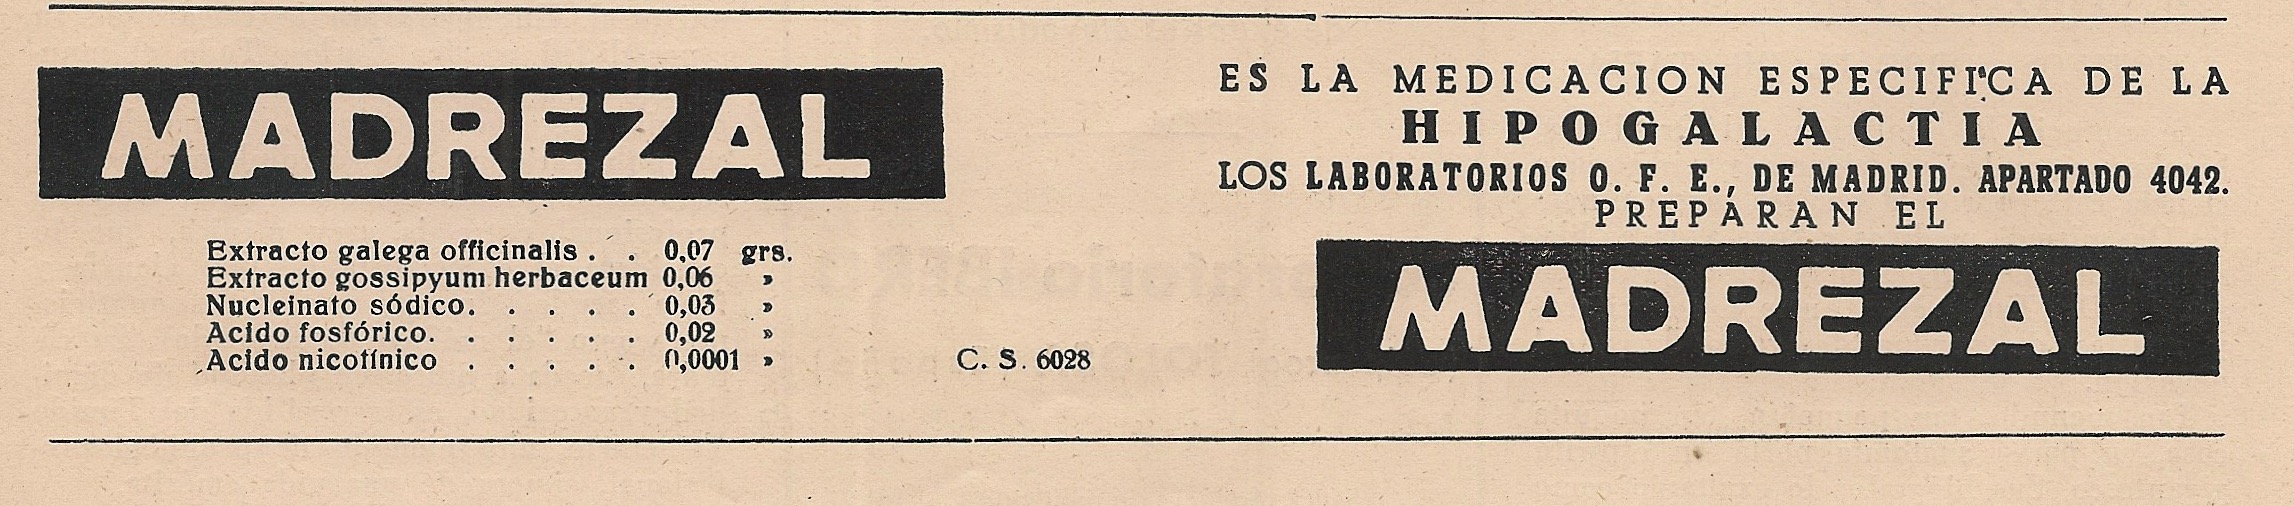 MADREZAL
Extracto galega officinalis . . 0,07 grs.
Extracto gossipyum herbaceum 0,06 »
Nucleinato sódico. . . . . 0,03 »
Acido fosfórico. . . . . . 0,02 »
Acido nicotínico . . . . . 0,0001 »
C. S. 6028
ES LA MEDICACION ESPECIFICA DE LA
HIPOGALACTIA
LOS LABORATORIOS O. F. E., DE MADRID. APARTADO 4042.
PREPARAN EL
MADREZAL